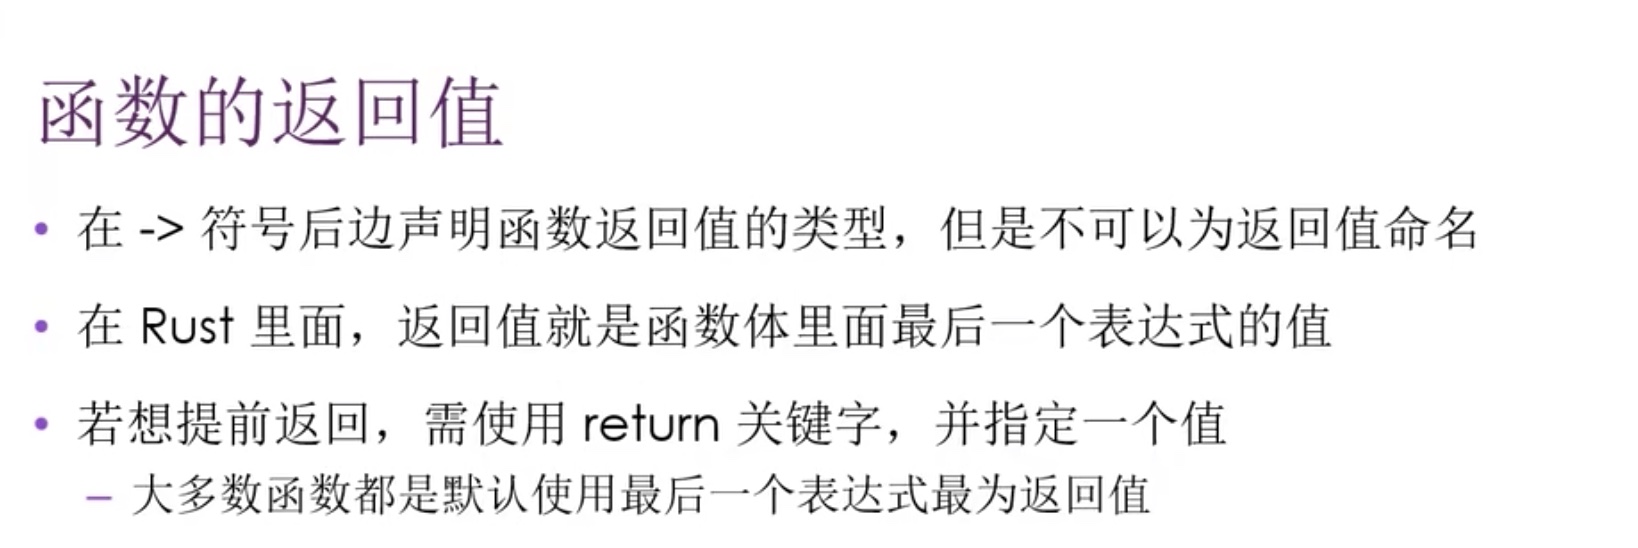 函数的返回值
• 在 -> 符号后边声明函数返回值的类型，但是不可以为返回值命名
• 在 Rust 里面，返回值就是函数体里面最后一个表达式的值
• 若想提前返回，需使用 return 关键字，并指定一个值
– 大多数函数都是默认使用最后一个表达式最为返回值